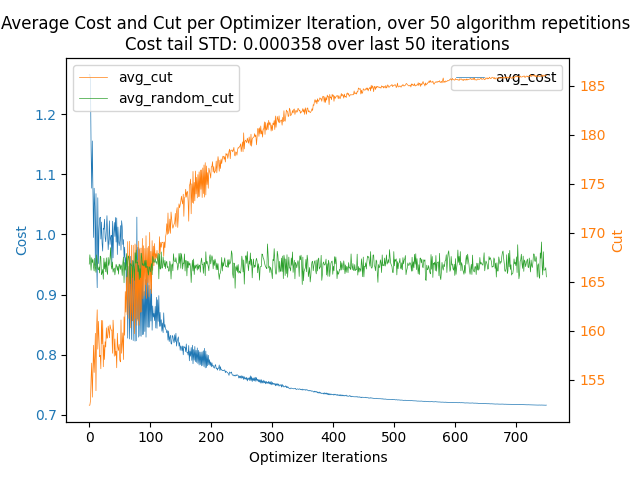 Average Cost and Cut per Optimizer Iteration, over 50 algorithm repetitions
Cost tail STD: 0.000358 over last 50 iterations
avg_cut
avg_random_cut
avg_cost
1.2
1.1
1.0
0.9
0.8
0.7
Cost
185
180
175
170
165
160
155
Cut
0 100 200 300 400 500 600 700
Optimizer Iterations